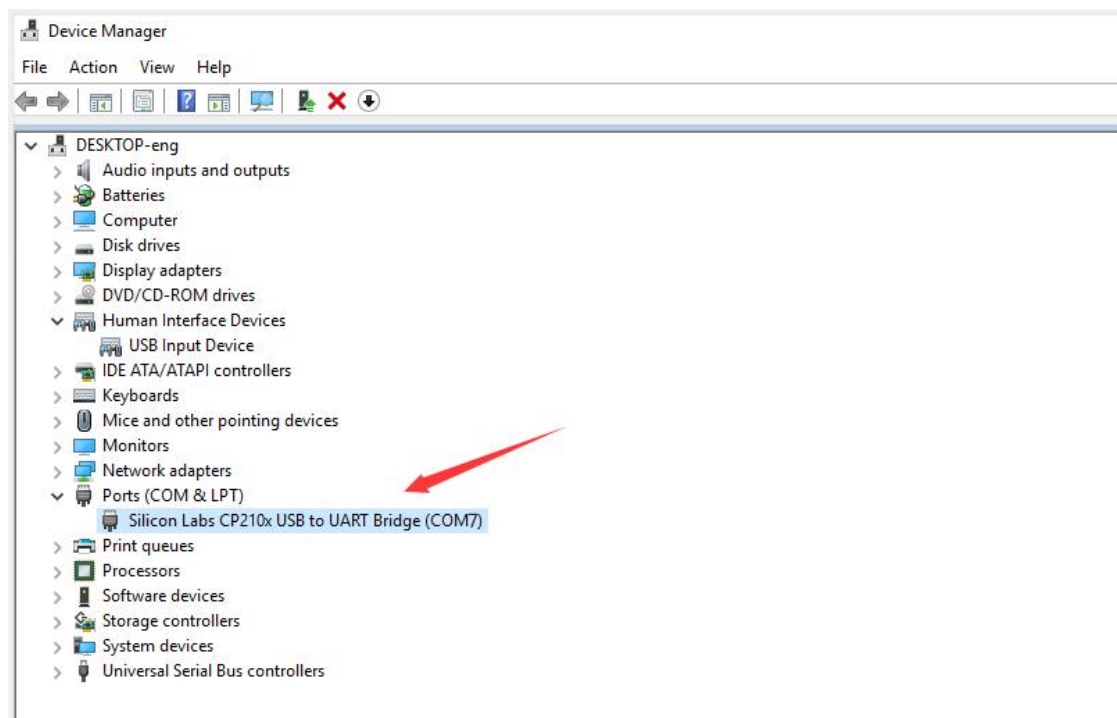 Device Manager
File Action View Help
DESKTOP-eng
Audio inputs and outputs
Batteries
Computer
Disk drives
Display adapters
DVD/CD-ROM drives
Human Interface Devices
USB Input Device
IDE ATA/ATAPI controllers
Keyboards
Mice and other pointing devices
Monitors
Network adapters
Ports (COM & LPT)
Silicon Labs CP210x USB to UART Bridge (COM7)
Print queues
Processors
Software devices
Storage controllers
System devices
Universal Serial Bus controllers